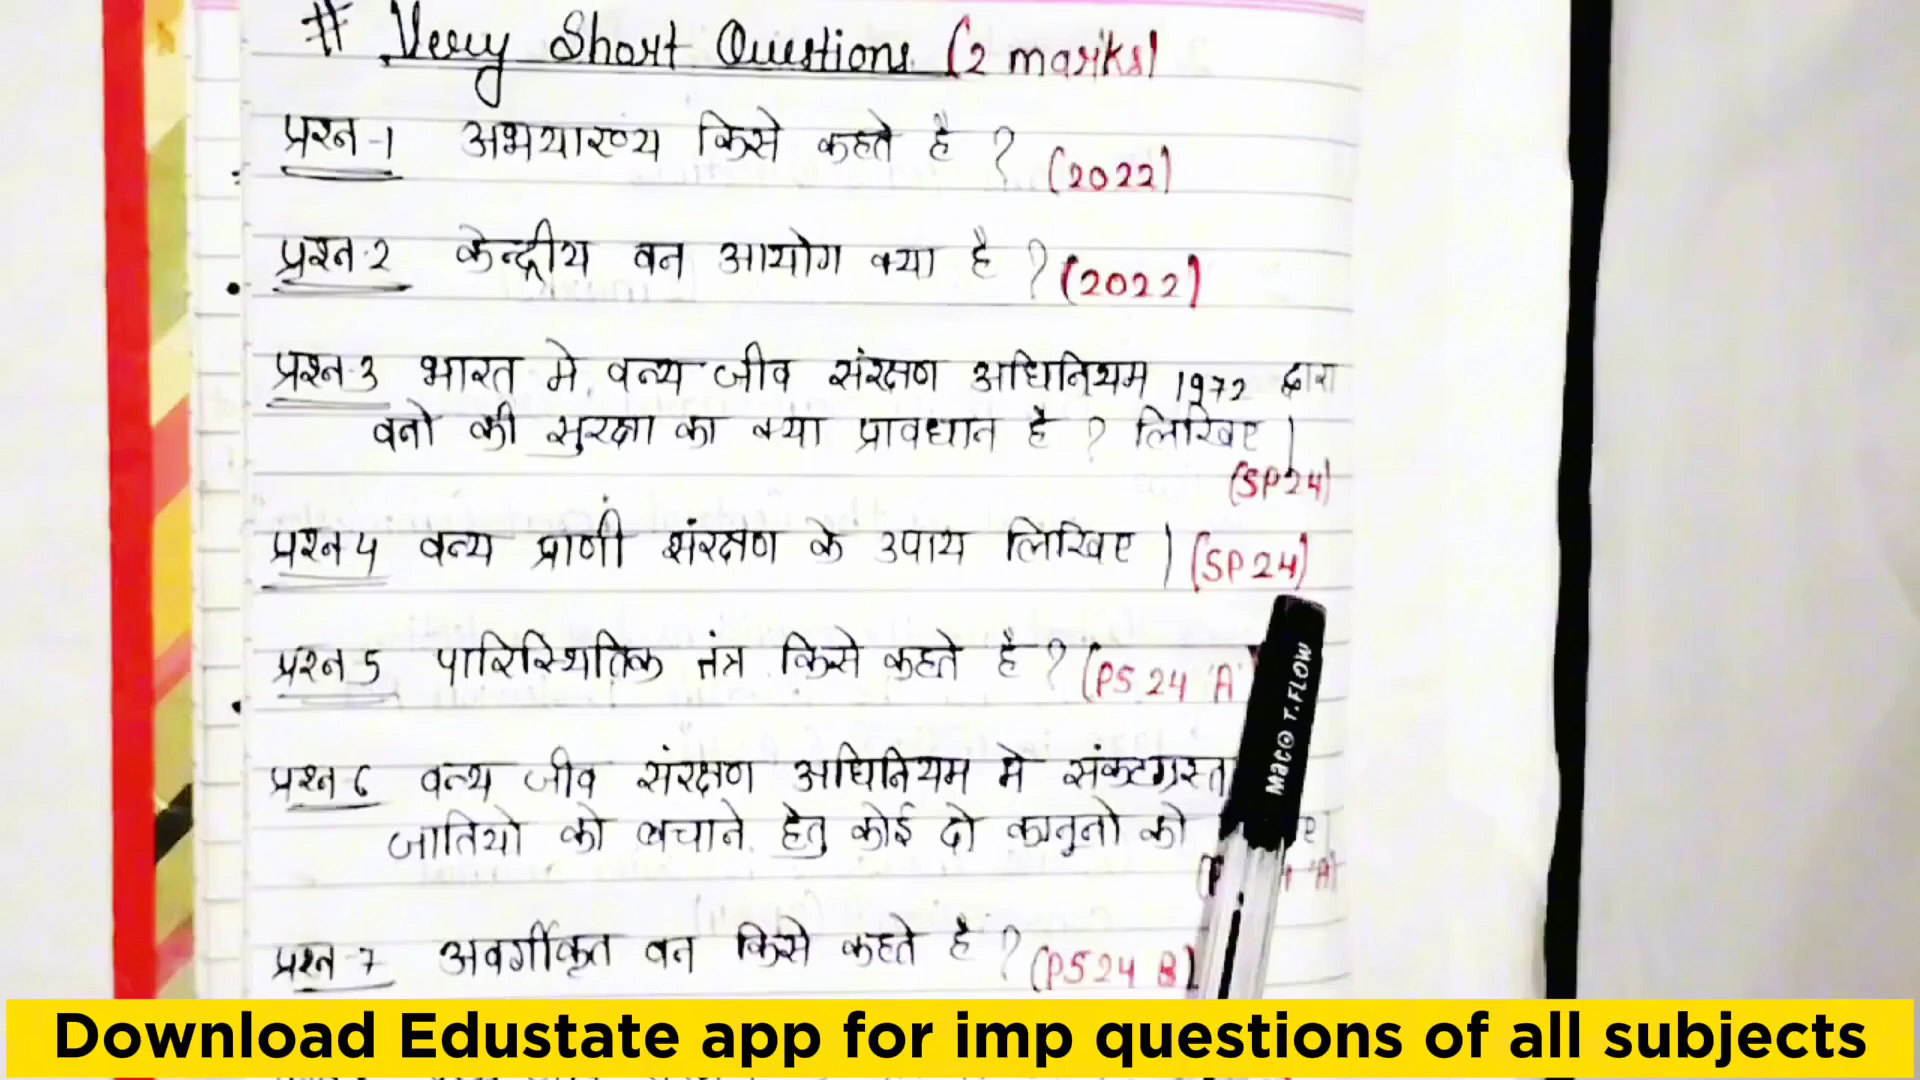 # Very Short Questions (2 marks)
प्रश्न-1 अभयारण्य किसे कहते है ? (2022)
प्रश्न-2 केन्द्रीय वन आयोग क्या है ? (2022)
प्रश्न-3 भारत मे वन्य जीव संरक्षण अधिनियम 1972 द्वारा
वनो की सुरक्षा का क्या प्रावधान है ? लिखिए |
(SP24)
प्रश्न 4 वन्य प्राणी संरक्षण के उपाय लिखिए | (SP24)
प्रश्न 5 पारिस्थितिक तंत्र किसे कहते है ? (PS 24 'A'
प्रश्न 6 वन्य जीव संरक्षण अधिनियम मे संकटग्रस्त
जातियो को बचाने हेतु कोई दो कानुनो को
प्रश्न-7 अवर्गीकृत वन किसे कहते है ? (PS24 B)
MACO T.FLOW
Download Edustate app for imp questions of all subjects